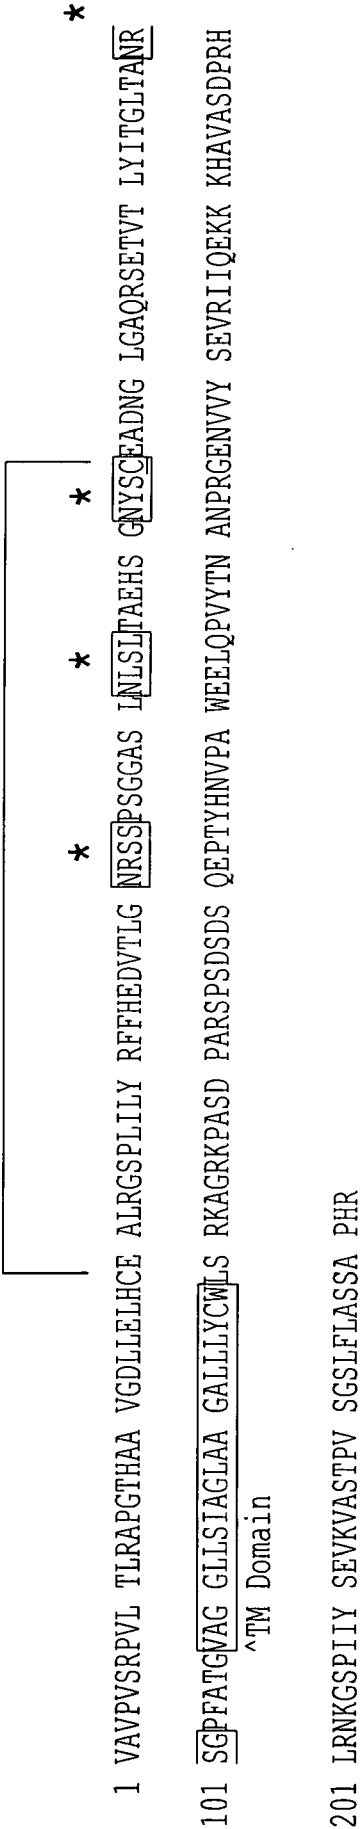 * * * *
1 VAVPVSRPVL TLRAPGTHAA VGDLLELHCE ALRGSPLILY RFFHEDVTLG NRSSPSGGAS LNLSLTAEHS GNYSCEADNG LGAQRSETVT LYITGLTANR
101 SGPFATGVAG GLLSIAGLAA GALLLYCWLS RKAGRKPASD PARSPSDSDS QEPTYHNVPA WEELQPVYTN ANPRGENVVY SEVRIIQEKK KHAVASDPRH
^TM Domain
201 LRNKGSPIIY SEVKVASTPV SGSLFLASSA PHR